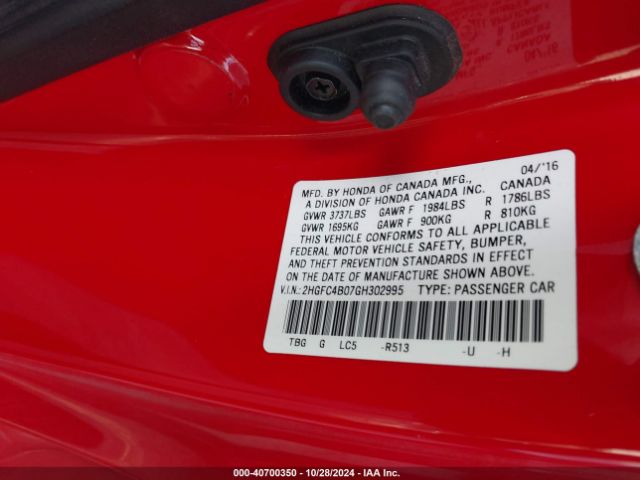 04/'16
MFD. BY HONDA OF CANADA MFG.,
A DIVISION OF HONDA CANADA INC. CANADA
GVWR 3737LBS GAWR F 1984LBS R 1786LBS
GVWR 1695KG GAWR F 900KG R 810KG
THIS VEHICLE CONFORMS TO ALL APPLICABLE
FEDERAL MOTOR VEHICLE SAFETY, BUMPER,
AND THEFT PREVENTION STANDARDS IN EFFECT
ON THE DATE OF MANUFACTURE SHOWN ABOVE.
V.I.N.: 2HGFC4B07GH302995 TYPE: PASSENGER CAR
TBG G LC5 -R513 -U -H
000-40700350 - 10/28/2024 - IAA Inc.